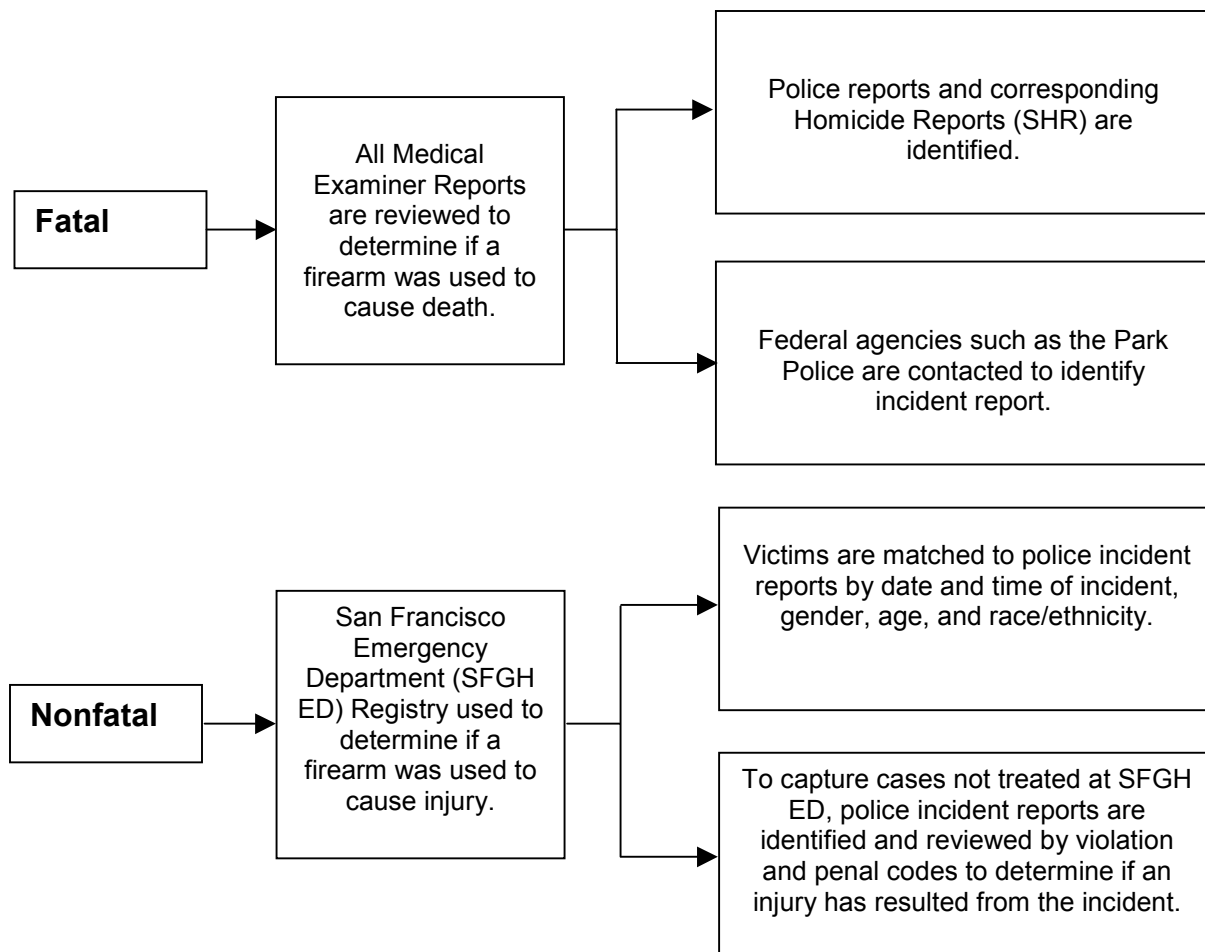 Fatal
All Medical
Examiner Reports
are reviewed to
determine if a
firearm was used to
cause death.
Police reports and corresponding
Homicide Reports (SHR) are
identified.
Federal agencies such as the Park
Police are contacted to identify
incident report.
Nonfatal
San Francisco
Emergency
Department (SFGH
ED) Registry used to
determine if a
firearm was used to
cause injury.
Victims are matched to police incident
reports by date and time of incident,
gender, age, and race/ethnicity.
To capture cases not treated at SFGH
ED, police incident reports are
identified and reviewed by violation
and penal codes to determine if an
injury has resulted from the incident.